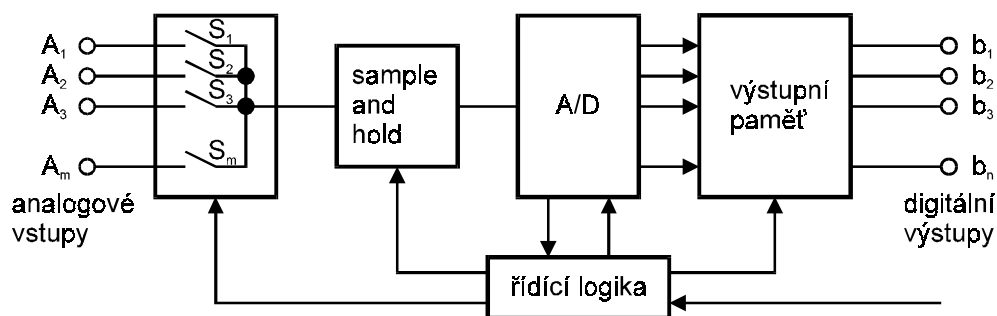 A1
A2
A3
Am
analogové
vstupy
S1
S2
S3
Sm
sample
and
hold
A/D
výstupní
paměť
b1
b2
b3
bn
digitální
výstupy
řídící logika